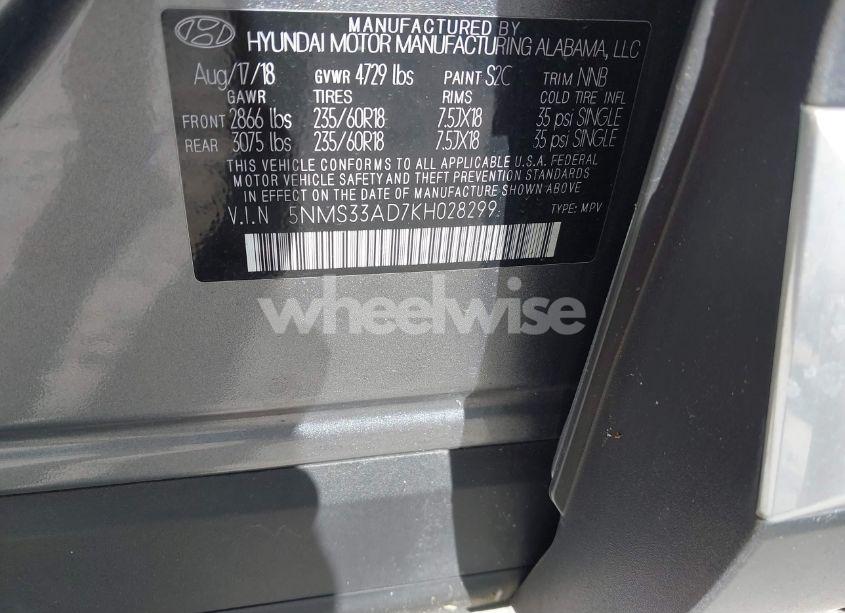 MANUFACTURED BY
HYUNDAI MOTOR MANUFACTURING ALABAMA, LLC
Aug/17/18 GVWR 4729 lbs PAINT S2C TRIM NNB
GAWR TIRES RIMS COLD TIRE INFL
FRONT 2866 lbs 235/60R18 7.5JX18 35 psi SINGLE
REAR 3075 lbs 235/60R18 7.5JX18 35 psi SINGLE
THIS VEHICLE CONFORMS TO ALL APPLICABLE U.S.A. FEDERAL
MOTOR VEHICLE SAFETY AND THEFT PREVENTION STANDARDS
IN EFFECT ON THE DATE OF MANUFACTURE SHOWN ABOVE
V.I.N 5NMS33AD7KH028299 TYPE: MPV
wheelwise